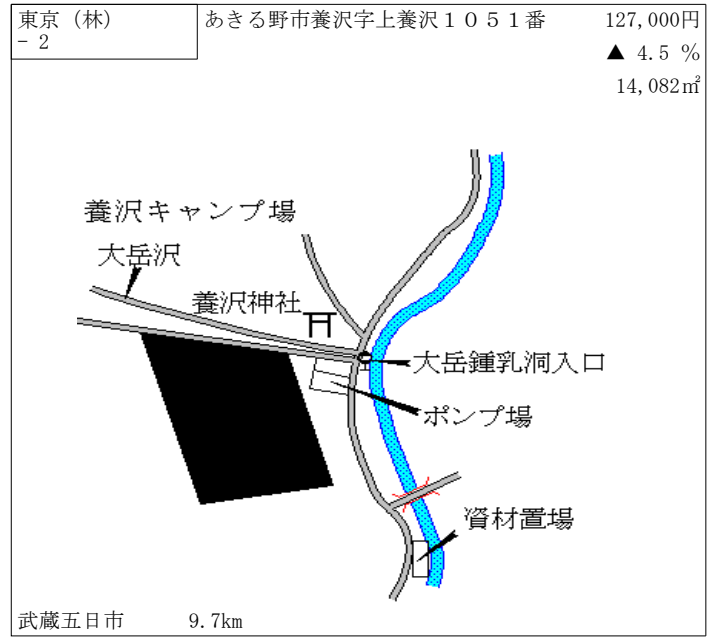 東京（林） あきる野市養沢字上養沢１０５１番 127,000円
－２ ▲ 4.5 %
14,082㎡
養沢キャンプ場
大岳沢
養沢神社
大岳鍾乳洞入口
ポンプ場
資材置場
武蔵五日市 9.7km